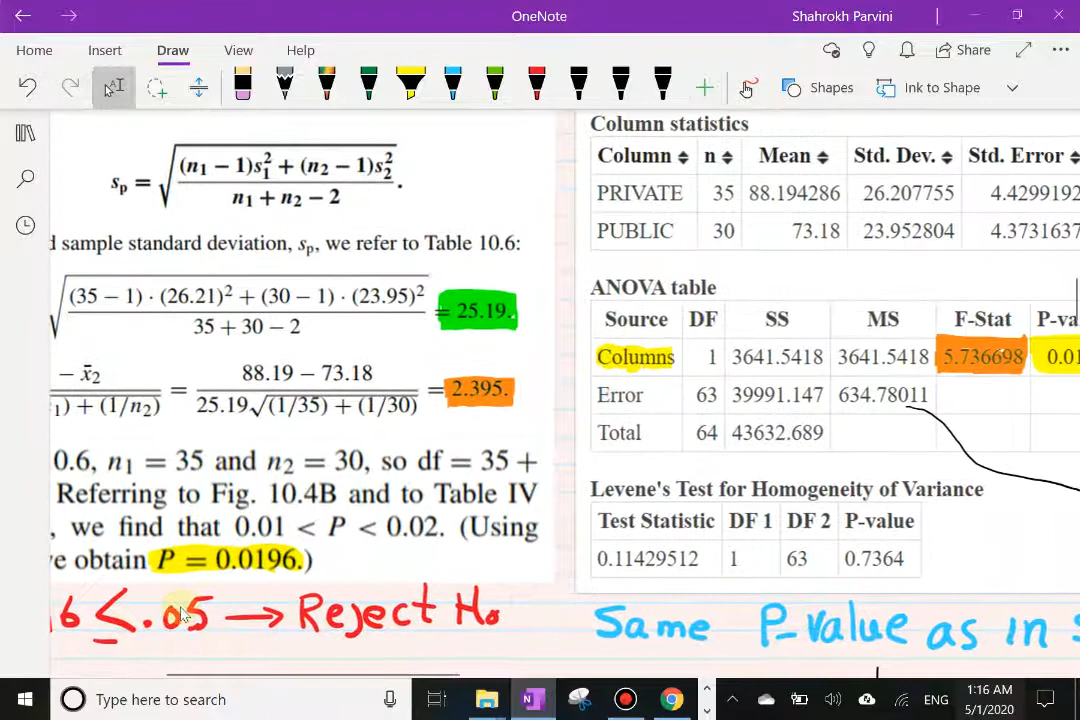 OneNote
Shahrokh Parvini
Home Insert Draw View Help
Share
Shapes
Ink to Shape
sp = √((n1 − 1)s1² + (n2 − 1)s2² / n1 + n2 − 2).
d sample standard deviation, sp, we refer to Table 10.6:
√((35 − 1) · (26.21)² + (30 − 1) · (23.95)² / 35 + 30 − 2) = 25.19.
− x̄2 / 1) + (1/n2) = 88.19 − 73.18 / 25.19√(1/35) + (1/30) = 2.395.
0.6, n1 = 35 and n2 = 30, so df = 35 +
Referring to Fig. 10.4B and to Table IV
, we find that 0.01 < P < 0.02. (Using
e obtain P = 0.0196.)
6 ≤ .05 → Reject Ho
Column statistics
Column n Mean Std. Dev. Std. Error
PRIVATE 35 88.194286 26.207755 4.4299192
PUBLIC 30 73.18 23.952804 4.3731637
ANOVA table
Source DF SS MS F-Stat P-va
Columns 1 3641.5418 3641.5418 5.736698 0.01
Error 63 39991.147 634.78011
Total 64 43632.689
Levene's Test for Homogeneity of Variance
Test Statistic DF 1 DF 2 P-value
0.11429512 1 63 0.7364
Same P-value as in
Type here to search
ENG
1:16 AM
5/1/2020